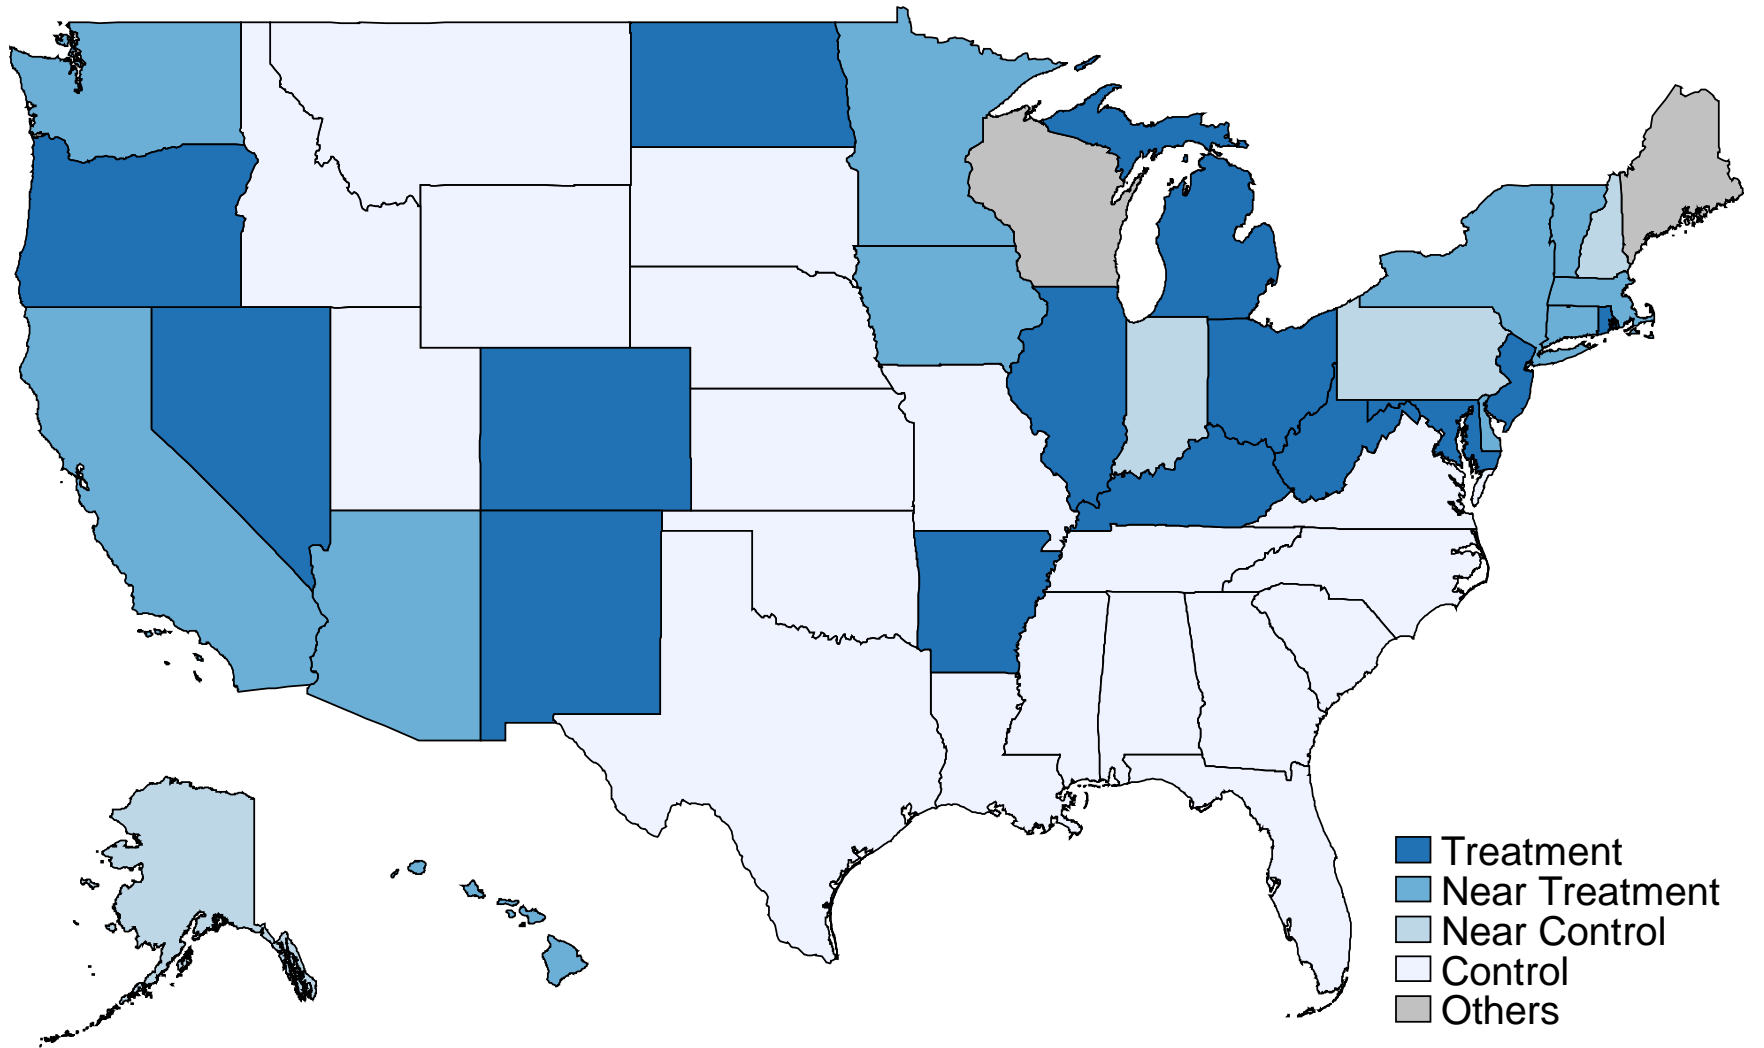 Treatment
Near Treatment
Near Control
Control
Others